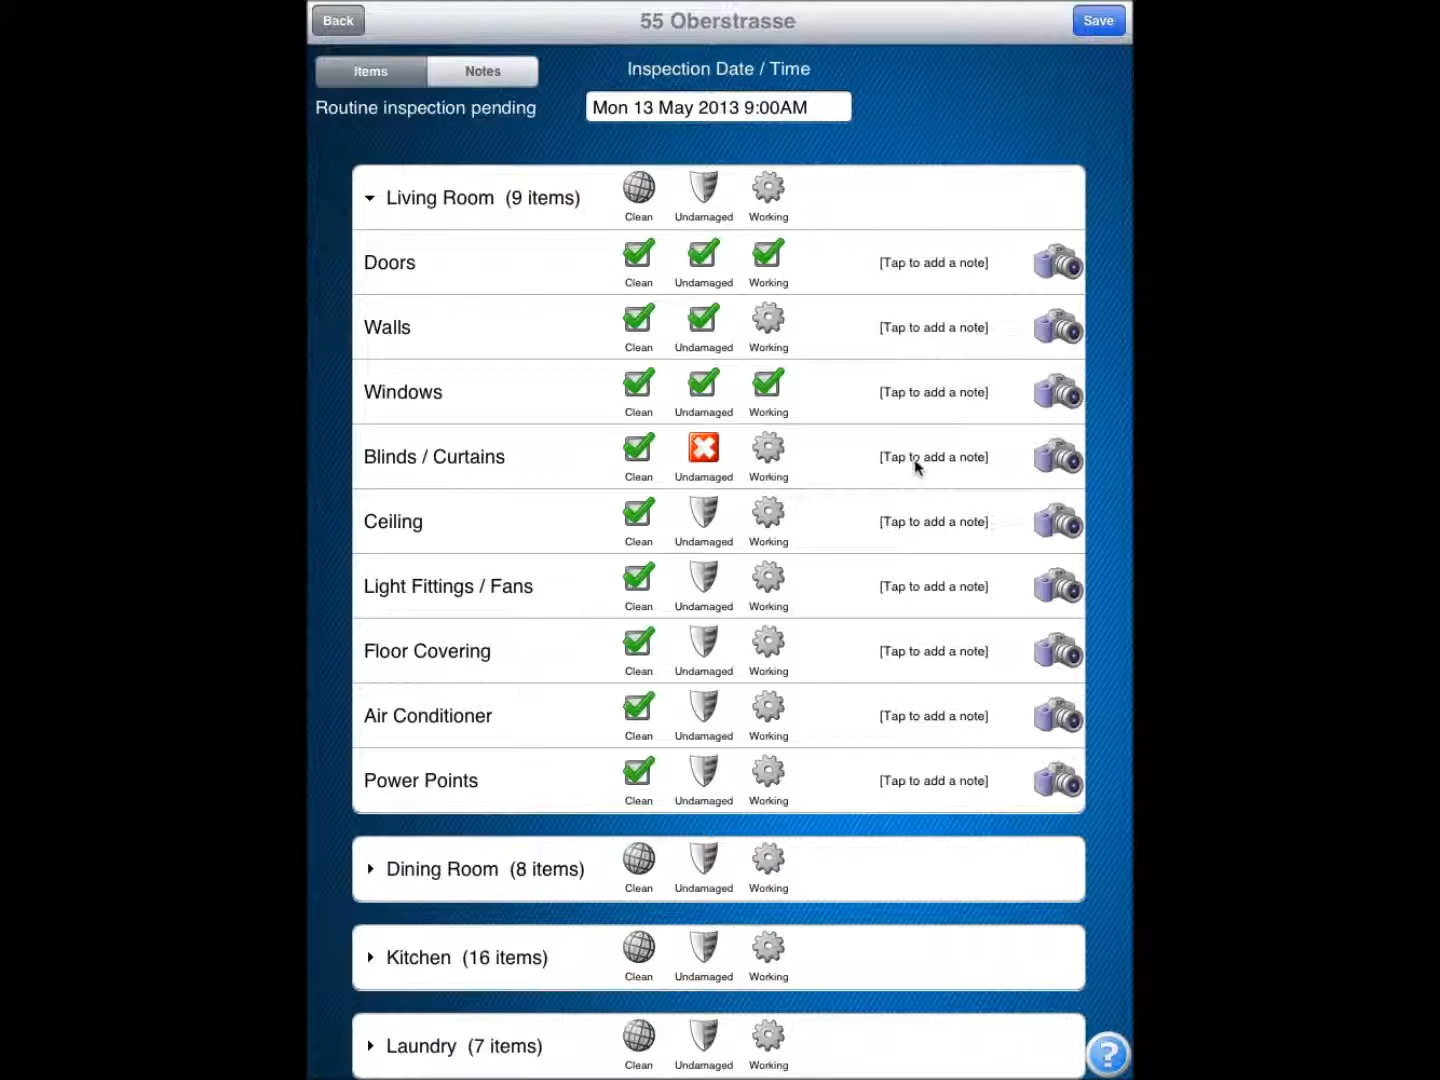 Back
55 Oberstrasse
Save
Items
Notes
Inspection Date / Time
Routine inspection pending
Mon 13 May 2013 9:00AM
Living Room (9 items)
Clean Undamaged Working
Doors
Clean Undamaged Working
[Tap to add a note]
Walls
Clean Undamaged Working
[Tap to add a note]
Windows
Clean Undamaged Working
[Tap to add a note]
Blinds / Curtains
Clean Undamaged Working
[Tap to add a note]
Ceiling
Clean Undamaged Working
[Tap to add a note]
Light Fittings / Fans
Clean Undamaged Working
[Tap to add a note]
Floor Covering
Clean Undamaged Working
[Tap to add a note]
Air Conditioner
Clean Undamaged Working
[Tap to add a note]
Power Points
Clean Undamaged Working
[Tap to add a note]
Dining Room (8 items)
Clean Undamaged Working
Kitchen (16 items)
Clean Undamaged Working
Laundry (7 items)
Clean Undamaged Working
?